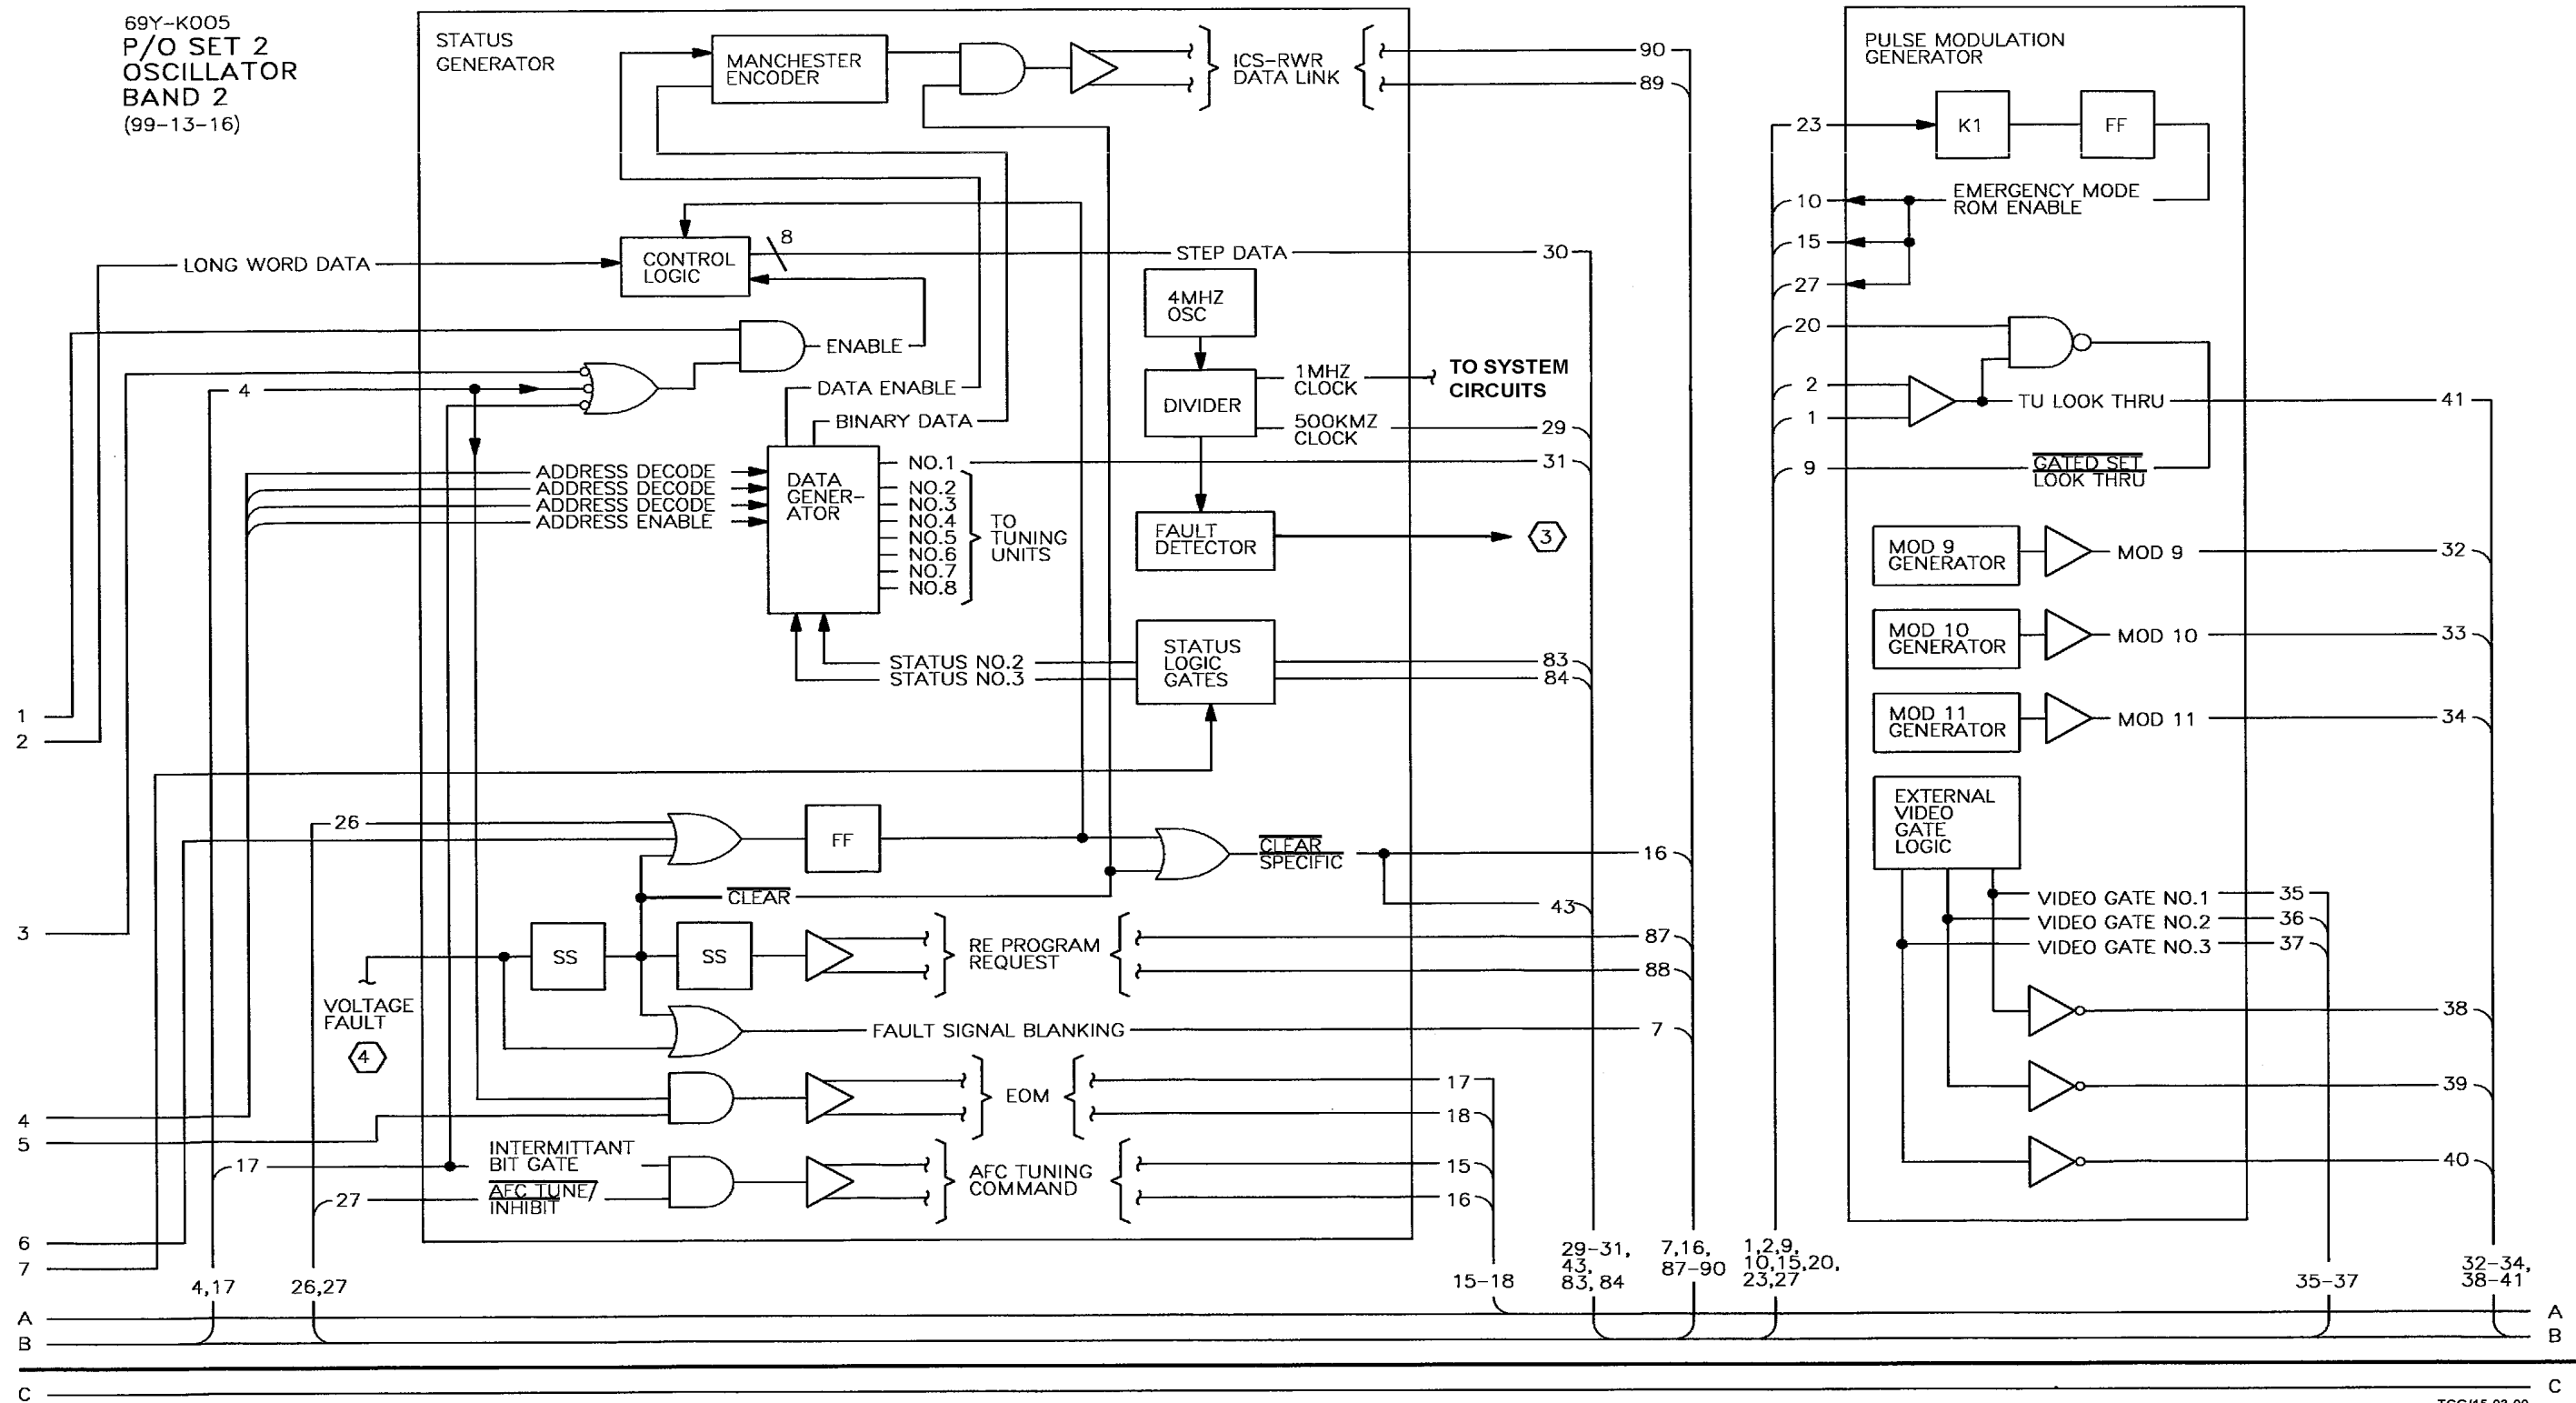 69Y-K005
P/O SET 2
OSCILLATOR
BAND 2
(99-13-16)
STATUS
GENERATOR
MANCHESTER
ENCODER
ICS-RWR
DATA LINK
90
89
LONG WORD DATA
CONTROL
LOGIC
8
STEP DATA
30
4MHZ
OSC
ENABLE
4
DATA ENABLE
BINARY DATA
DIVIDER
1MHZ
CLOCK
TO SYSTEM
CIRCUITS
500KMZ
CLOCK
29
31
ADDRESS DECODE
ADDRESS DECODE
ADDRESS DECODE
ADDRESS ENABLE
DATA
GENER-
ATOR
NO.1
NO.2
NO.3
NO.4
NO.5
NO.6
NO.7
NO.8
TO
TUNING
UNITS
FAULT
DETECTOR
3
STATUS NO.2
STATUS NO.3
STATUS
LOGIC
GATES
83
84
1
2
26
FF
CLEAR
SPECIFIC
16
CLEAR
43
3
SS
SS
RE PROGRAM
REQUEST
87
88
VOLTAGE
FAULT
4
FAULT SIGNAL BLANKING
7
EOM
17
18
4
5
17
INTERMITTANT
BIT GATE
27
AFC TUNE/
INHIBIT
AFC TUNING
COMMAND
15
16
6
7
4,17
26,27
15-18
29-31,
43,
83,84
7,16,
87-90
1,2,9,
10,15,20,
23,27
35-37
32-34,
38-41
PULSE MODULATION
GENERATOR
23
K1
FF
10
EMERGENCY MODE
ROM ENABLE
15
27
20
2
1
TU LOOK THRU
41
9
GATED SET
LOOK THRU
MOD 9
GENERATOR
MOD 9
32
MOD 10
GENERATOR
MOD 10
33
MOD 11
GENERATOR
MOD 11
34
EXTERNAL
VIDEO
GATE
LOGIC
VIDEO GATE NO.1
35
VIDEO GATE NO.2
36
VIDEO GATE NO.3
37
38
39
40
A
A
B
B
C
C